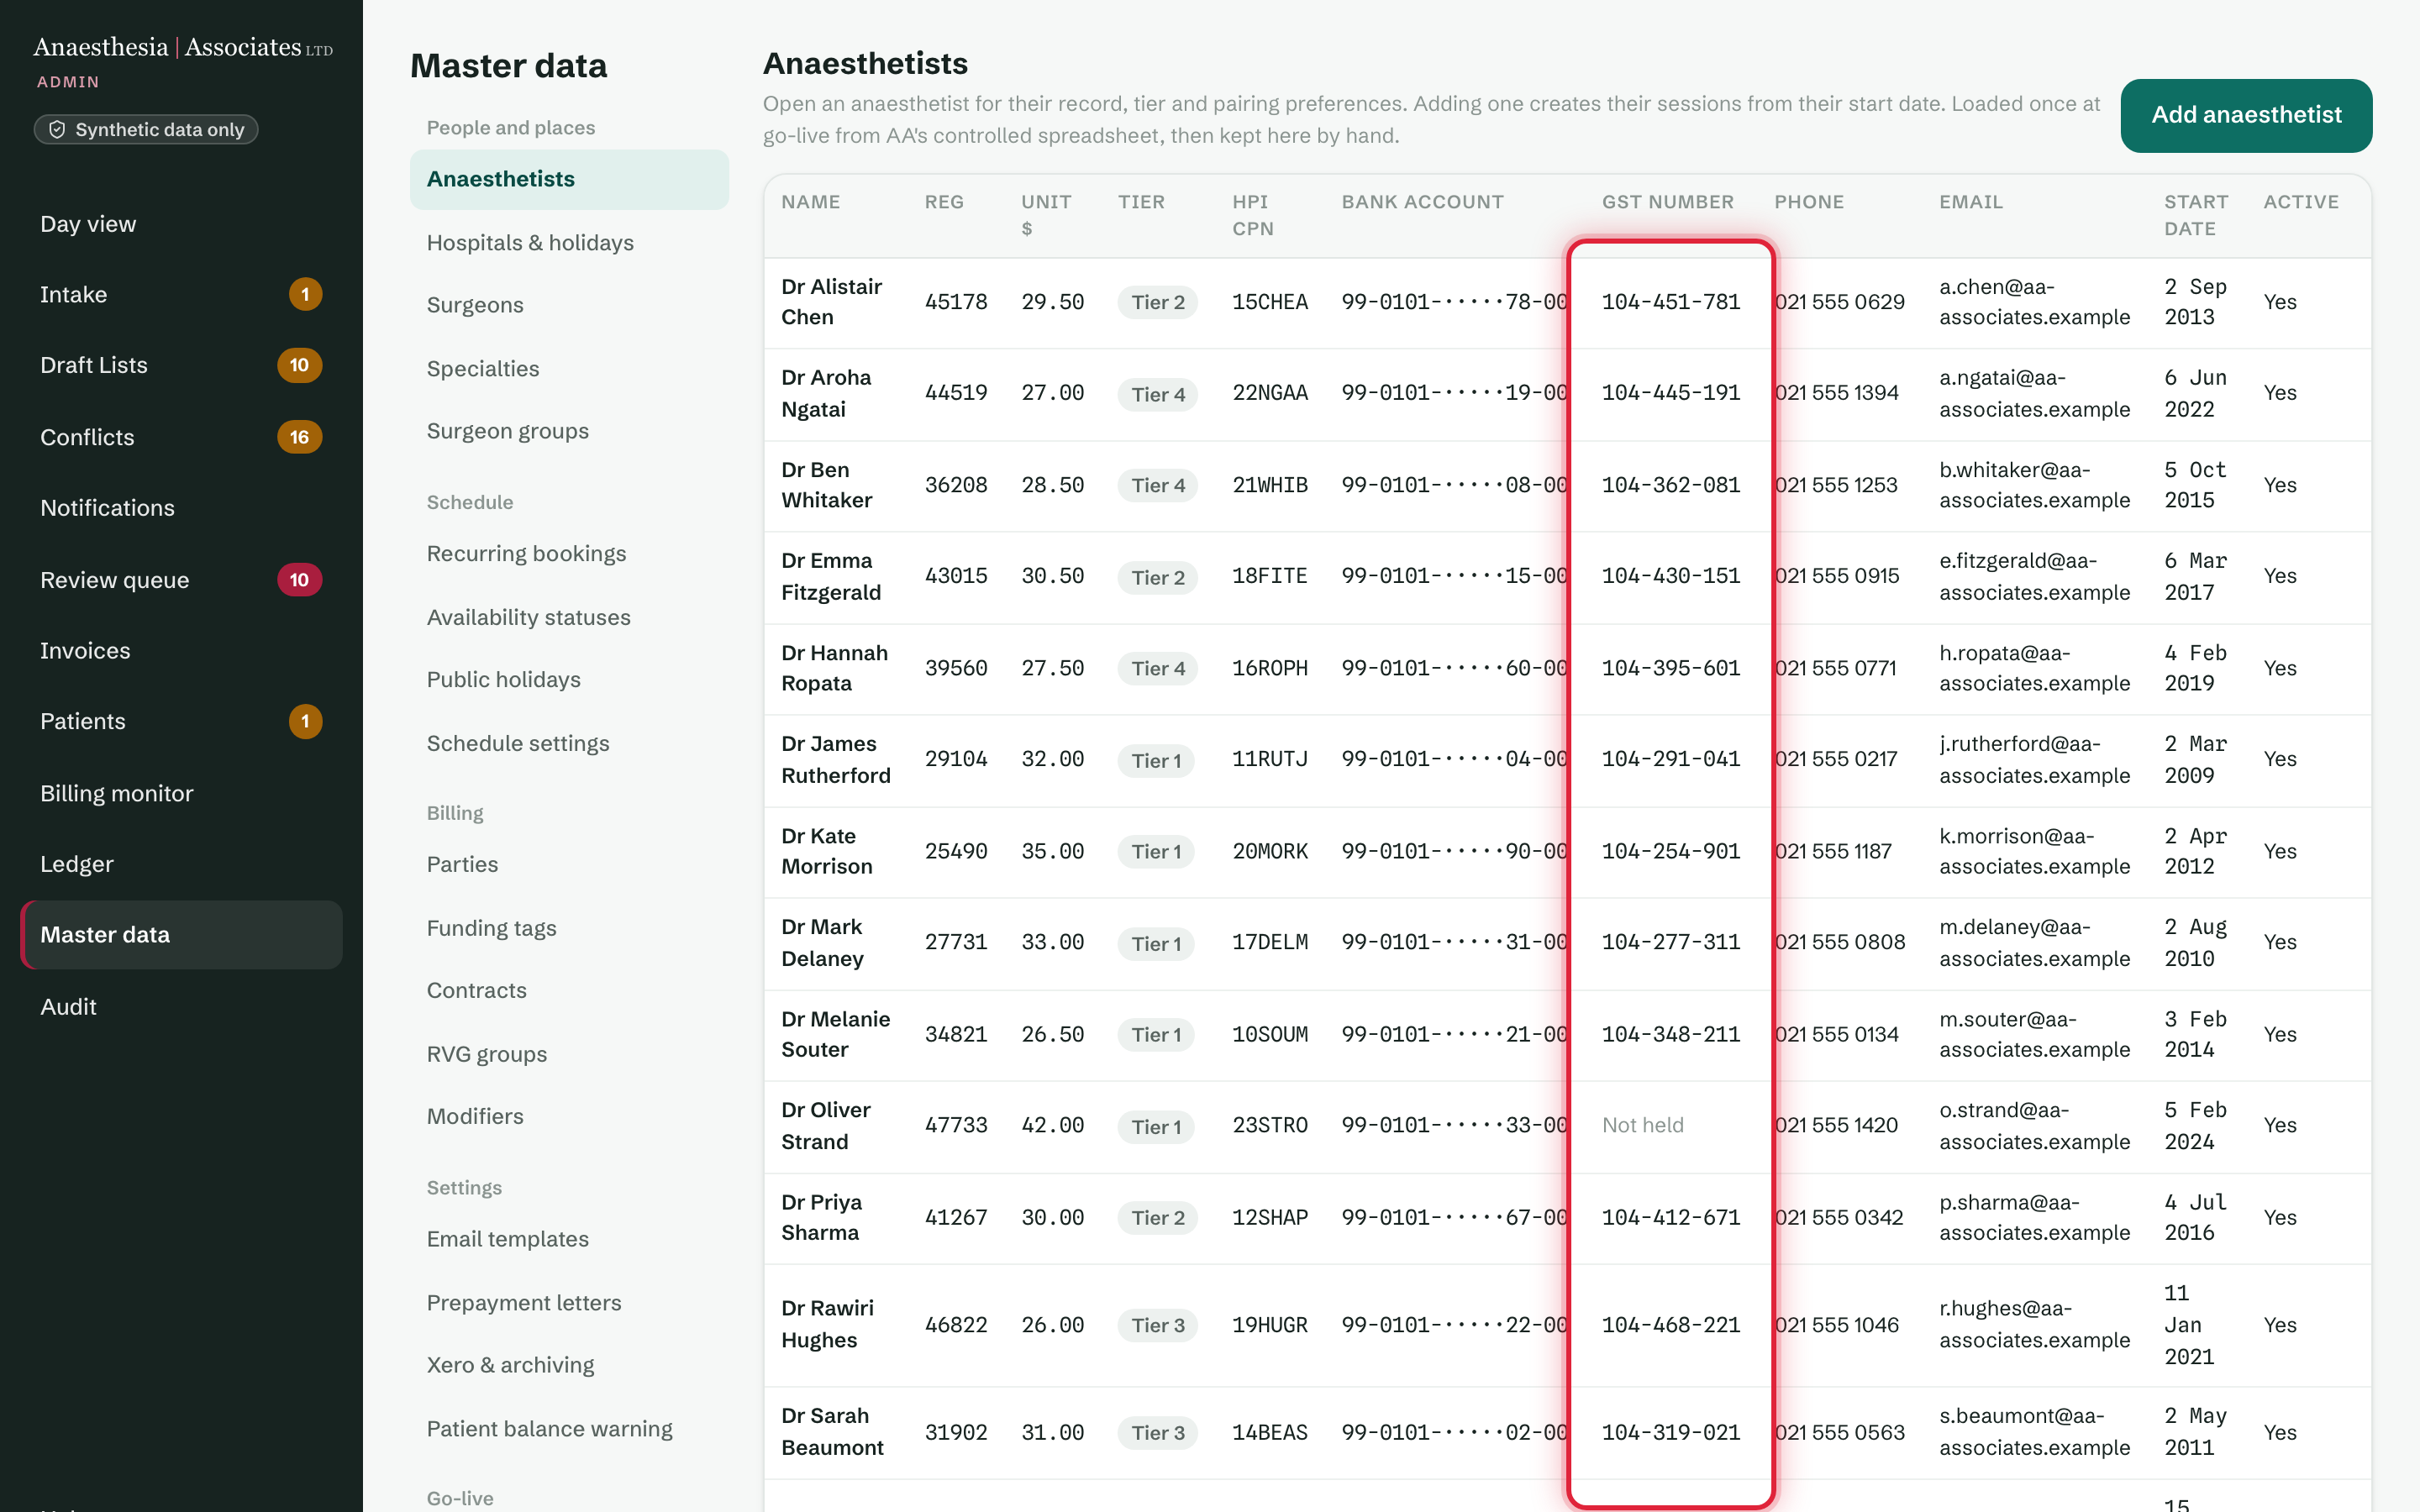 Anaesthesia | Associates LTD
ADMIN
Synthetic data only
Day view
Intake 1
Draft Lists 10
Conflicts 16
Notifications
Review queue 10
Invoices
Patients 1
Billing monitor
Ledger
Master data
Audit
Master data
People and places
Anaesthetists
Hospitals & holidays
Surgeons
Specialties
Surgeon groups
Schedule
Recurring bookings
Availability statuses
Public holidays
Schedule settings
Billing
Parties
Funding tags
Contracts
RVG groups
Modifiers
Settings
Email templates
Prepayment letters
Xero & archiving
Patient balance warning
Go-live
Anaesthetists
Open an anaesthetist for their record, tier and pairing preferences. Adding one creates their sessions from their start date. Loaded once at
go-live from AA's controlled spreadsheet, then kept here by hand.
Add anaesthetist
NAME REG UNIT $ TIER HPI CPN BANK ACCOUNT GST NUMBER PHONE EMAIL START DATE ACTIVE
Dr Alistair Chen 45178 29.50 Tier 2 15CHEA 99-0101-·····78-00 104-451-781 021 555 0629 a.chen@aa-associates.example 2 Sep 2013 Yes
Dr Aroha Ngatai 44519 27.00 Tier 4 22NGAA 99-0101-·····19-00 104-445-191 021 555 1394 a.ngatai@aa-associates.example 6 Jun 2022 Yes
Dr Ben Whitaker 36208 28.50 Tier 4 21WHIB 99-0101-·····08-00 104-362-081 021 555 1253 b.whitaker@aa-associates.example 5 Oct 2015 Yes
Dr Emma Fitzgerald 43015 30.50 Tier 2 18FITE 99-0101-·····15-00 104-430-151 021 555 0915 e.fitzgerald@aa-associates.example 6 Mar 2017 Yes
Dr Hannah Ropata 39560 27.50 Tier 4 16ROPH 99-0101-·····60-00 104-395-601 021 555 0771 h.ropata@aa-associates.example 4 Feb 2019 Yes
Dr James Rutherford 29104 32.00 Tier 1 11RUTJ 99-0101-·····04-00 104-291-041 021 555 0217 j.rutherford@aa-associates.example 2 Mar 2009 Yes
Dr Kate Morrison 25490 35.00 Tier 1 20MORK 99-0101-·····90-00 104-254-901 021 555 1187 k.morrison@aa-associates.example 2 Apr 2012 Yes
Dr Mark Delaney 27731 33.00 Tier 1 17DELM 99-0101-·····31-00 104-277-311 021 555 0808 m.delaney@aa-associates.example 2 Aug 2010 Yes
Dr Melanie Souter 34821 26.50 Tier 1 10SOUM 99-0101-·····21-00 104-348-211 021 555 0134 m.souter@aa-associates.example 3 Feb 2014 Yes
Dr Oliver Strand 47733 42.00 Tier 1 23STRO 99-0101-·····33-00 Not held 021 555 1420 o.strand@aa-associates.example 5 Feb 2024 Yes
Dr Priya Sharma 41267 30.00 Tier 2 12SHAP 99-0101-·····67-00 104-412-671 021 555 0342 p.sharma@aa-associates.example 4 Jul 2016 Yes
Dr Rawiri Hughes 46822 26.00 Tier 3 19HUGR 99-0101-·····22-00 104-468-221 021 555 1046 r.hughes@aa-associates.example 11 Jan 2021 Yes
Dr Sarah Beaumont 31902 31.00 Tier 3 14BEAS 99-0101-·····02-00 104-319-021 021 555 0563 s.beaumont@aa-associates.example 2 May 2011 Yes
15